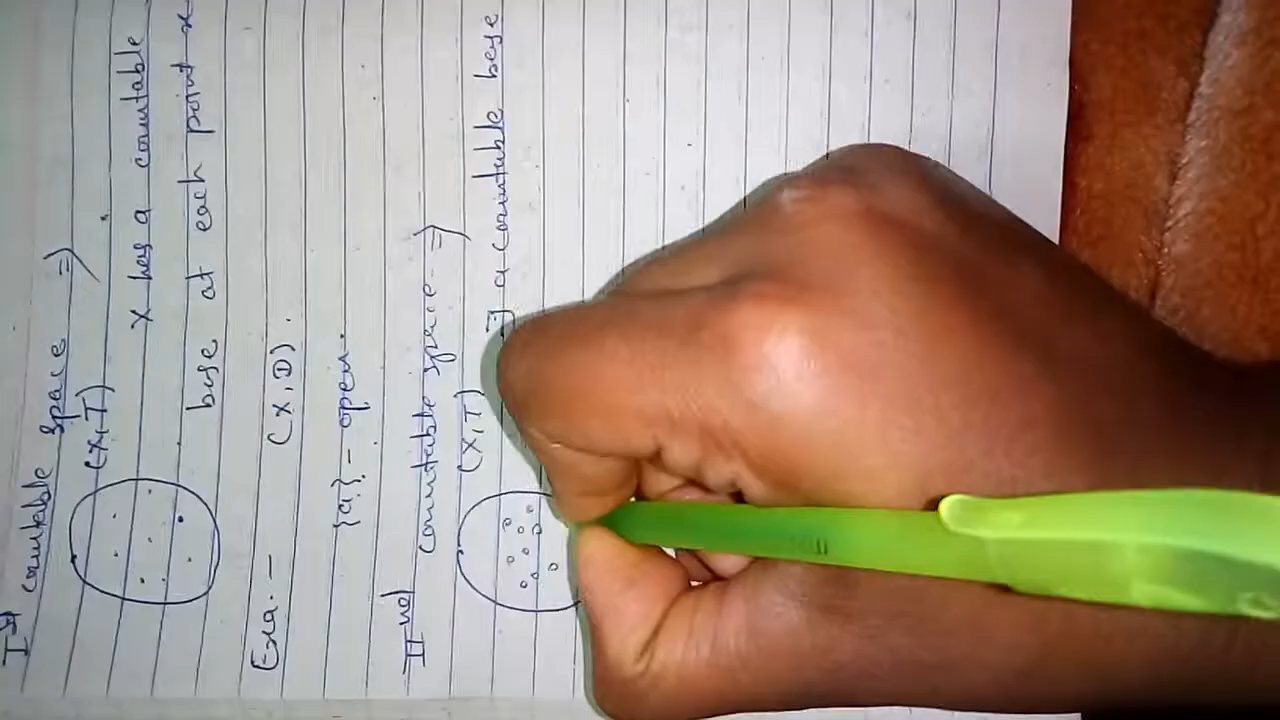 Ist countable space ⇒
(X,T)
X has a countable
base at each point x
Exa. – (X,D).
{a} – open.
IInd countable space ⇒
(X,T)
∃ a countable base